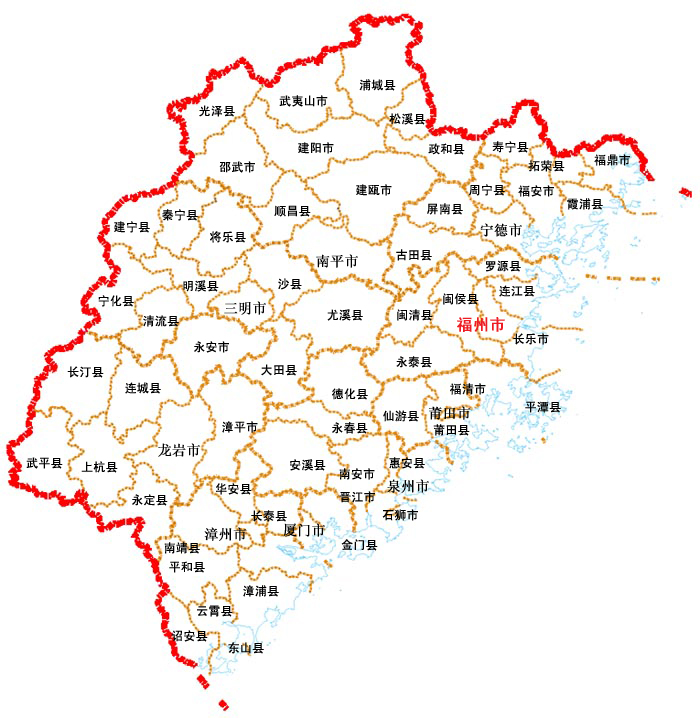 浦城县
武夷山市
光泽县
松溪县
建阳市
政和县
寿宁县
福鼎市
拓荣县
邵武市
建瓯市
周宁县
福安市
霞浦县
顺昌县
屏南县
秦宁县
建宁县
将乐县
宁德市
南平市
古田县
罗源县
明溪县
沙县
连江县
宁化县
三明市
闽侯县
清流县
尤溪县
闽清县
福州市
长乐市
永安市
长汀县
大田县
永泰县
连城县
德化县
福清市
平潭县
仙游县
莆田市
漳平市
永春县
莆田县
龙岩市
武平县
上杭县
安溪县
惠安县
南安市
华安县
泉州市
永定县
晋江市
长泰县
石狮市
漳州市
厦门市
南靖县
金门县
平和县
漳浦县
云霄县
诏安县
东山县